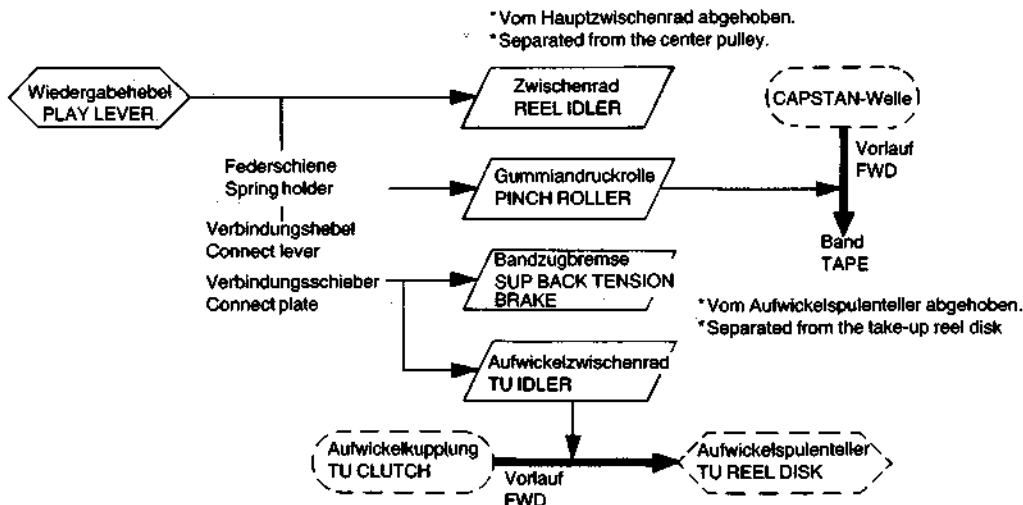 *Vom Hauptzwischenrad abgehoben.
*Separated from the center pulley.
Wiedergabehebel
PLAY LEVER
Zwischenrad
REEL IDLER
CAPSTAN-Welle
Vorlauf
FWD
Federschiene
Spring holder
Gummiandruckrolle
PINCH ROLLER
Verbindungshebel
Connect lever
Band
TAPE
Verbindungsschieber
Connect plate
Bandzugbremse
SUP BACK TENSION
BRAKE
*Vom Aufwickelspulenteller abgehoben.
*Separated from the take-up reel disk
Aufwickelzwischenrad
TU IDLER
Aufwickelkupplung
TU CLUTCH
Vorlauf
FWD
Aufwickelspulenteller
TU REEL DISK